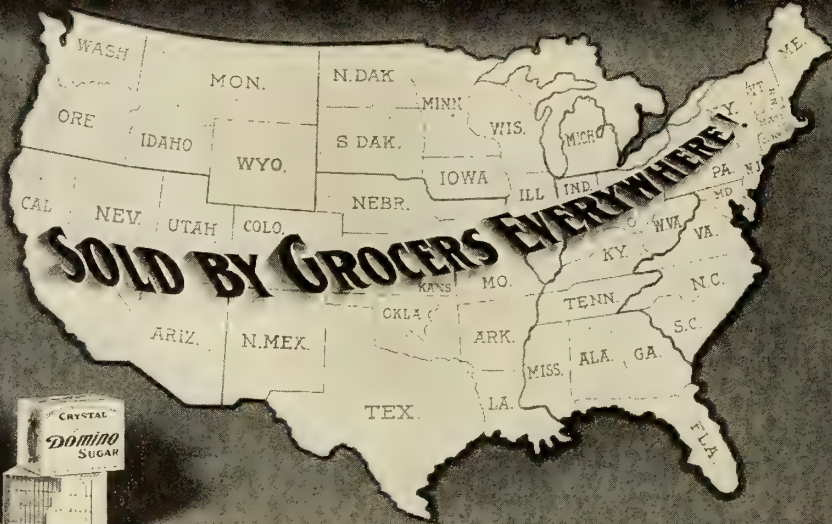 WASH
MON.
N.DAK
MINN
ME.
ORE
IDAHO
WYO.
S DAK.
WIS.
MICH
VT
Y.
IOWA
NEBR.
ILL
IND.
PA.
N.J.
MD
CAL
NEV.
UTAH
COLO.
SOLD BY GROCERS EVERYWHERE!
O
W.VA.
VA.
KY.
KANS
MO.
N.C.
TENN.
OKLA
ARIZ.
N.MEX.
ARK.
S.C.
MISS.
ALA.
GA.
TEX.
LA.
FLA.
CRYSTAL
Domino
SUGAR